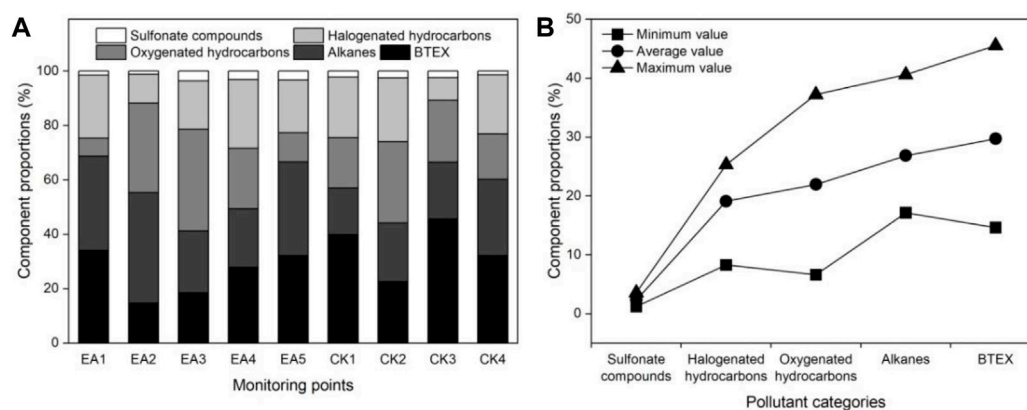 A
Sulfonate compounds
Halogenated hydrocarbons
Oxygenated hydrocarbons
Alkanes
BTEX
Component proportions (%)
100
80
60
40
20
0
EA1 EA2 EA3 EA4 EA5 CK1 CK2 CK3 CK4
Monitoring points
B
Minimum value
Average value
Maximum value
Component proportions (%)
50
40
30
20
10
0
Sulfonate compounds
Halogenated hydrocarbons
Oxygenated hydrocarbons
Alkanes
BTEX
Pollutant categories